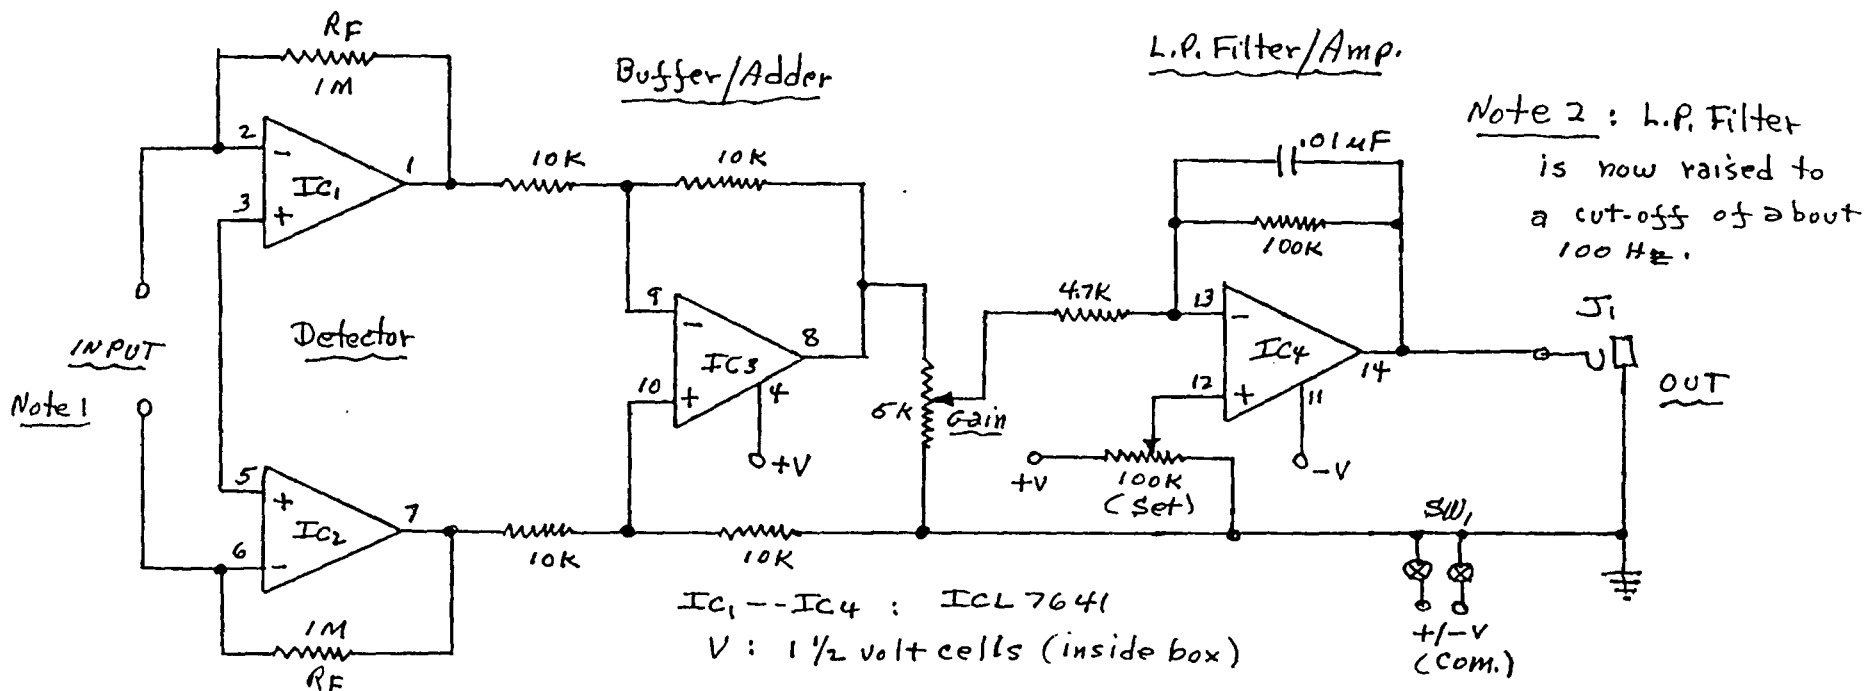 RF
1M
Buffer/Adder
L.P. Filter/Amp.
Note 2 : L.P. Filter
is now raised to
a cut-off of about
100 Hz.
2
-
IC1
1
3
+
10K
10K
.01µF
100K
INPUT
Note 1
Detector
9
-
IC3
8
10
+
4
+V
5K
Gain
4.7K
13
-
IC4
14
12
+
11
-V
+V
100K
(Set)
J1
OUT
5
+
IC2
7
6
-
10K
10K
1M
RF
SW1
+/-V
(Com.)
IC1 -- IC4 : ICL 7641
V : 1 1/2 volt cells (inside box)